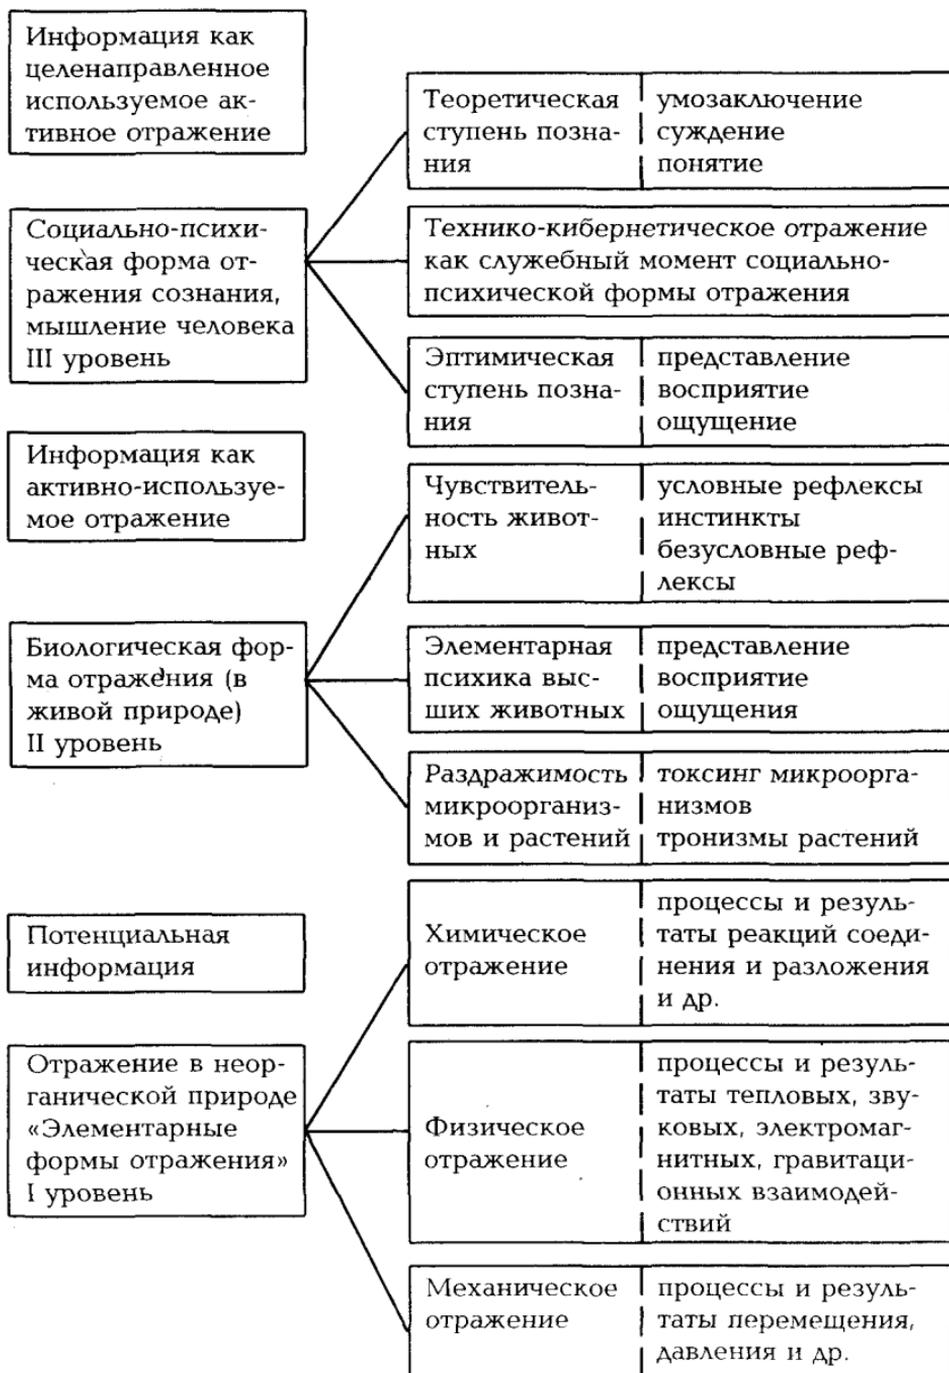 Информация как
целенаправленное
используемое ак-
тивное отражение
Теоретическая
ступень позна-
ния
умозаключение
суждение
понятие
Социально-психи-
ческая форма от-
ражения сознания,
мышление человека
III уровень
Технико-кибернетическое отражение
как служебный момент социально-
психической формы отражения
Эптимическая
ступень позна-
ния
представление
восприятие
ощущение
Информация как
активно-используе-
мое отражение
Чувствитель-
ность живот-
ных
условные рефлексы
инстинкты
безусловные реф-
лексы
Биологическая фор-
ма отражения (в
живой природе)
II уровень
Элементарная
психика выс-
ших животных
представление
восприятие
ощущения
Раздражимость
микроорганиз-
мов и растений
токсинг микроорга-
низмов
тронизмы растений
Потенциальная
информация
Химическое
отражение
процессы и резуль-
таты реакций соеди-
нения и разложения
и др.
Отражение в неор-
ганической природе
«Элементарные
формы отражения»
I уровень
Физическое
отражение
процессы и резуль-
таты тепловых, зву-
ковых, электромаг-
нитных, гравитаци-
онных взаимодей-
ствий
Механическое
отражение
процессы и резуль-
таты перемещения,
давления и др.